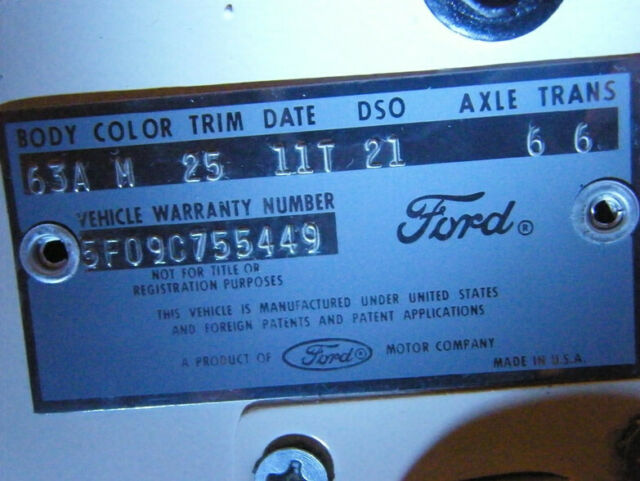 BODY COLOR TRIM DATE DSO AXLE TRANS
63A M 25 11T 21 6 6
VEHICLE WARRANTY NUMBER
5F09C755449
Ford®
NOT FOR TITLE OR
REGISTRATION PURPOSES
THIS VEHICLE IS MANUFACTURED UNDER UNITED STATES
AND FOREIGN PATENTS AND PATENT APPLICATIONS
A PRODUCT OF Ford® MOTOR COMPANY
MADE IN U.S.A.